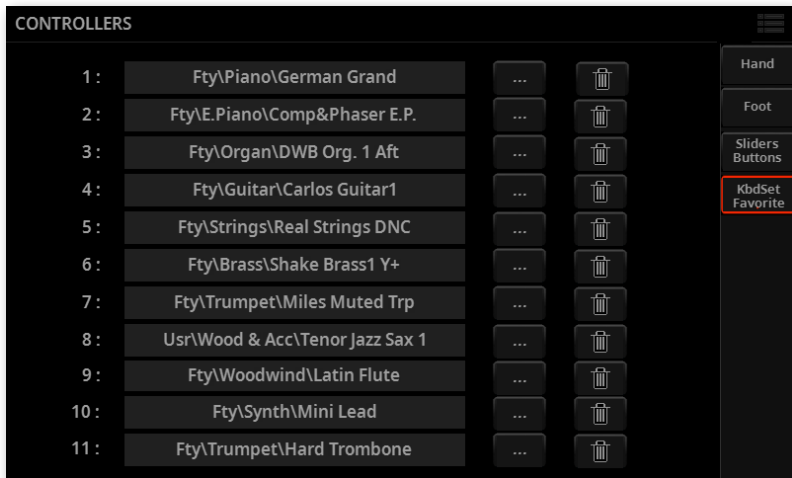 CONTROLLERS
1 : Fty\Piano\German Grand ...
2 : Fty\E.Piano\Comp&Phaser E.P. ...
3 : Fty\Organ\DWB Org. 1 Aft ...
4 : Fty\Guitar\Carlos Guitar1 ...
5 : Fty\Strings\Real Strings DNC ...
6 : Fty\Brass\Shake Brass1 Y+ ...
7 : Fty\Trumpet\Miles Muted Trp ...
8 : Usr\Wood & Acc\Tenor Jazz Sax 1 ...
9 : Fty\Woodwind\Latin Flute ...
10 : Fty\Synth\Mini Lead ...
11 : Fty\Trumpet\Hard Trombone ...
Hand
Foot
Sliders
Buttons
KbdSet
Favorite